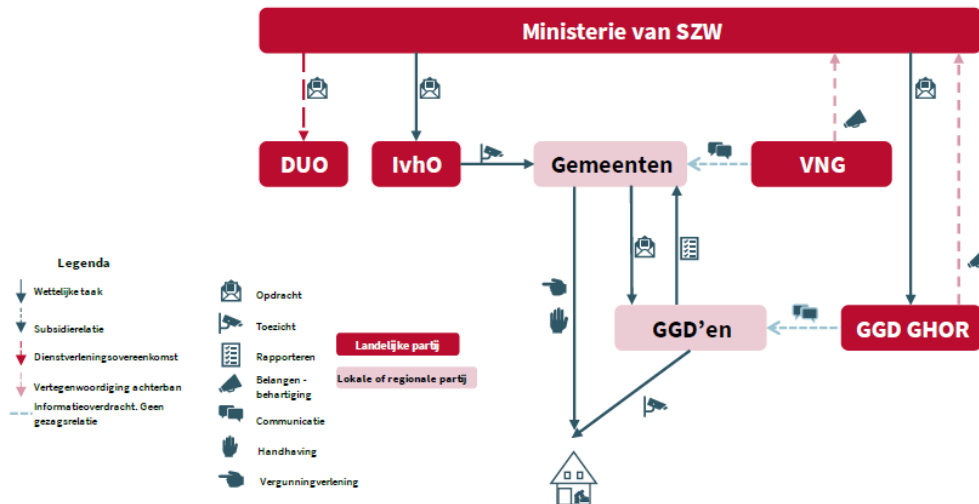 Ministerie van SZW
DUO
IvhO
Gemeenten
VNG
GGD'en
GGD GHOR
Legenda
Wettelijke taak
Subsidierelatie
Dienstverleningsovereenkomst
Vertegenwoordiging achterban
Informatieoverdracht. Geen
gezagsrelatie
Opdracht
Toezicht
Rapporteren
Belangen -
behartiging
Communicatie
Handhaving
Vergunningverlening
Landelijke partij
Lokale of regionale partij